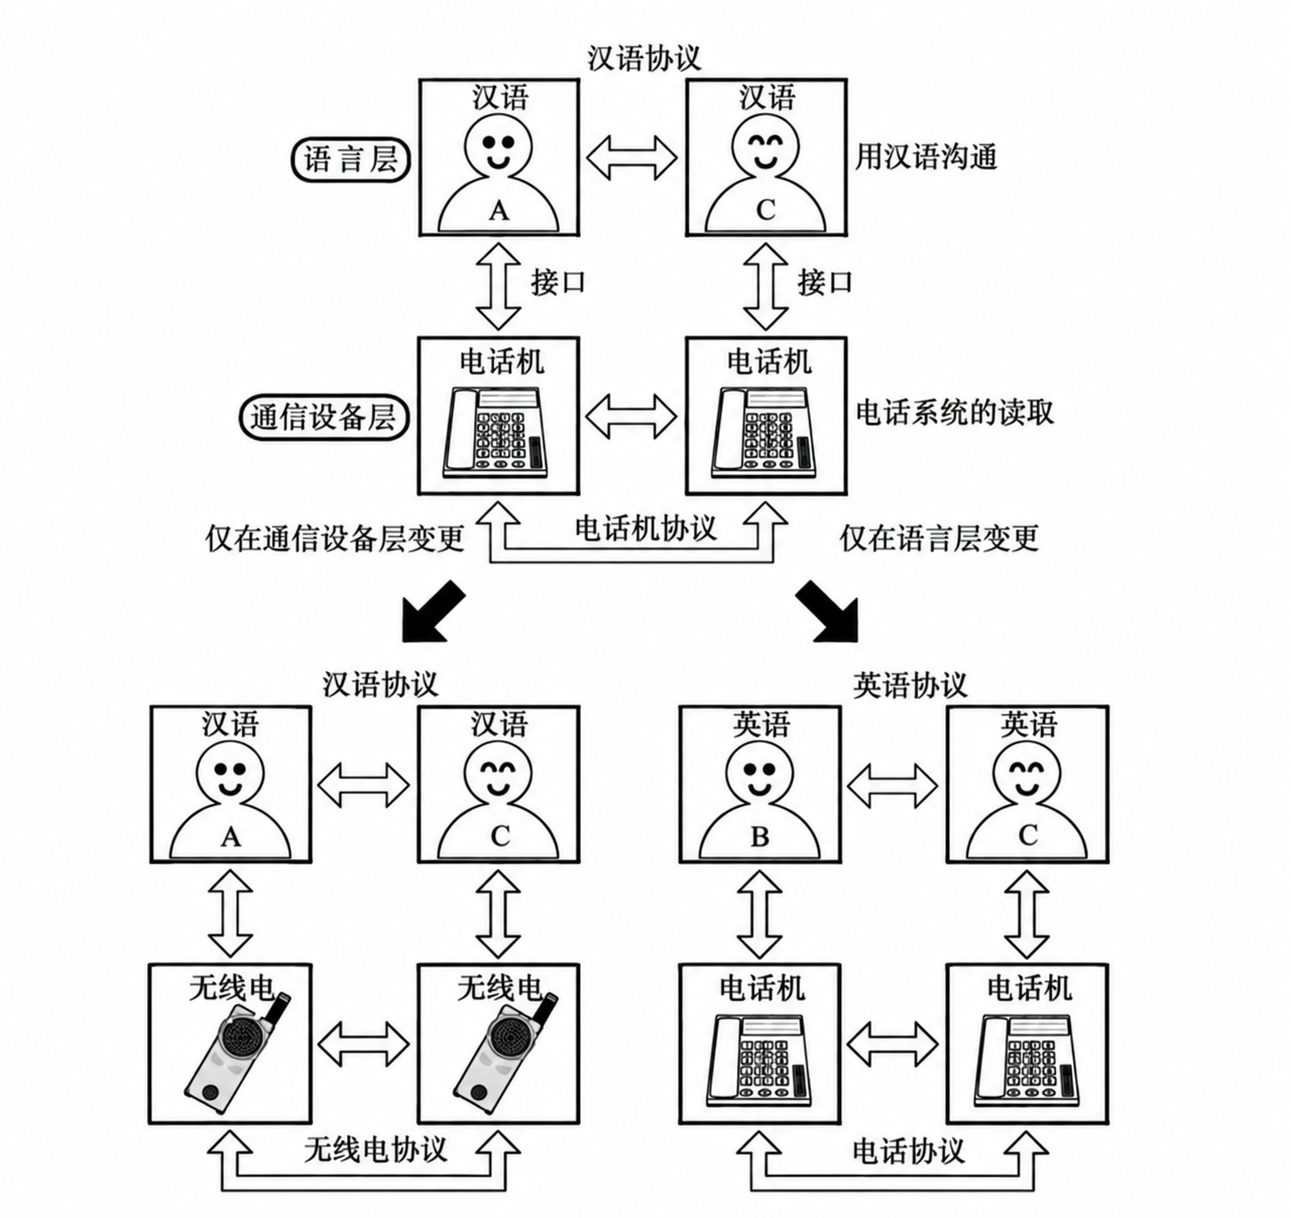 汉语协议
汉语
汉语
语言层
用汉语沟通
A
C
接口
接口
电话机
电话机
通信设备层
电话系统的读取
电话机协议
仅在通信设备层变更
仅在语言层变更
汉语协议
英语协议
汉语
汉语
英语
英语
A
C
B
C
无线电
无线电
电话机
电话机
无线电协议
电话协议